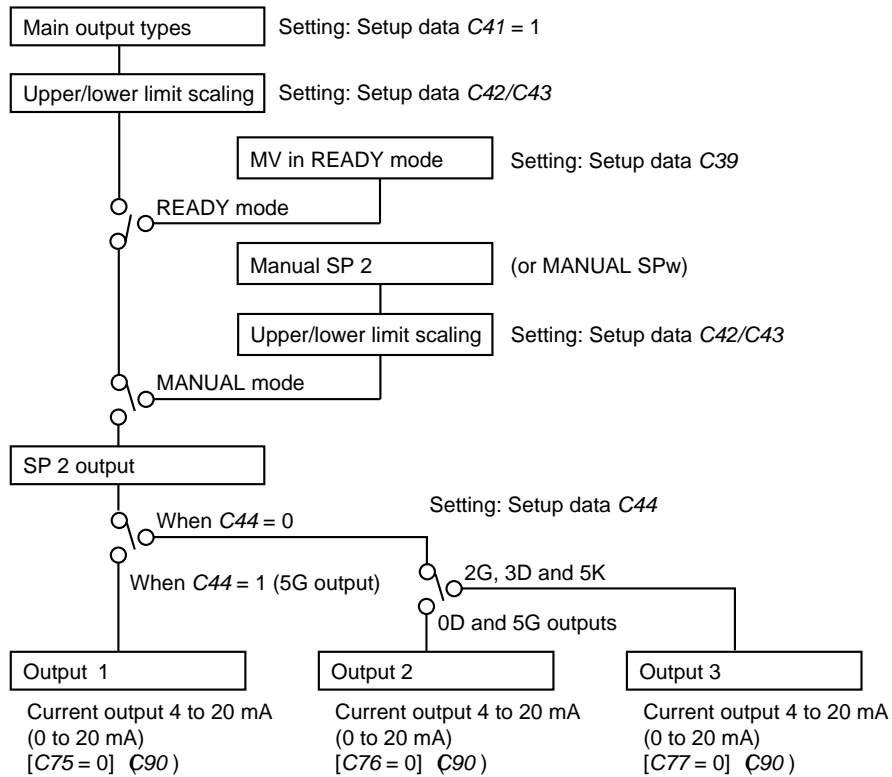 Main output types
Setting: Setup data C41 = 1
Upper/lower limit scaling
Setting: Setup data C42/C43
MV in READY mode
Setting: Setup data C39
READY mode
Manual SP 2
(or MANUAL SPw)
Upper/lower limit scaling
Setting: Setup data C42/C43
MANUAL mode
SP 2 output
Setting: Setup data C44
When C44 = 0
When C44 = 1 (5G output)
2G, 3D and 5K
0D and 5G outputs
Output 1
Output 2
Output 3
Current output 4 to 20 mA
(0 to 20 mA)
[C75 = 0] (C90 )
Current output 4 to 20 mA
(0 to 20 mA)
[C76 = 0] (C90 )
Current output 4 to 20 mA
(0 to 20 mA)
[C77 = 0] (C90 )